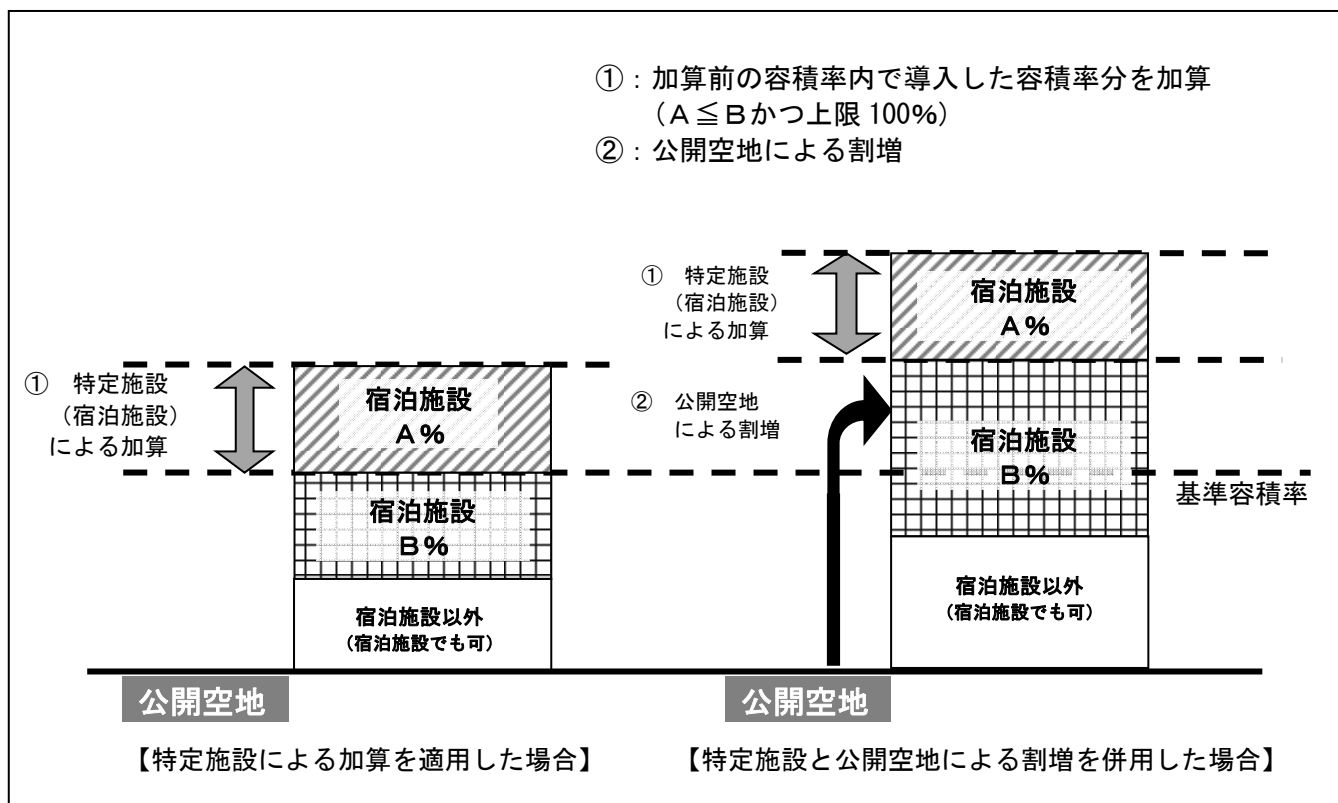 ①：加算前の容積率内で導入した容積率分を加算
（Ａ≦Ｂかつ上限 100%）
②：公開空地による割増
① 特定施設
（宿泊施設）
による加算
宿泊施設
Ａ%
宿泊施設
Ｂ%
宿泊施設以外
（宿泊施設でも可）
公開空地
【特定施設による加算を適用した場合】
① 特定施設
（宿泊施設）
による加算
② 公開空地
による割増
宿泊施設
Ａ%
宿泊施設
Ｂ%
宿泊施設以外
（宿泊施設でも可）
基準容積率
公開空地
【特定施設と公開空地による割増を併用した場合】